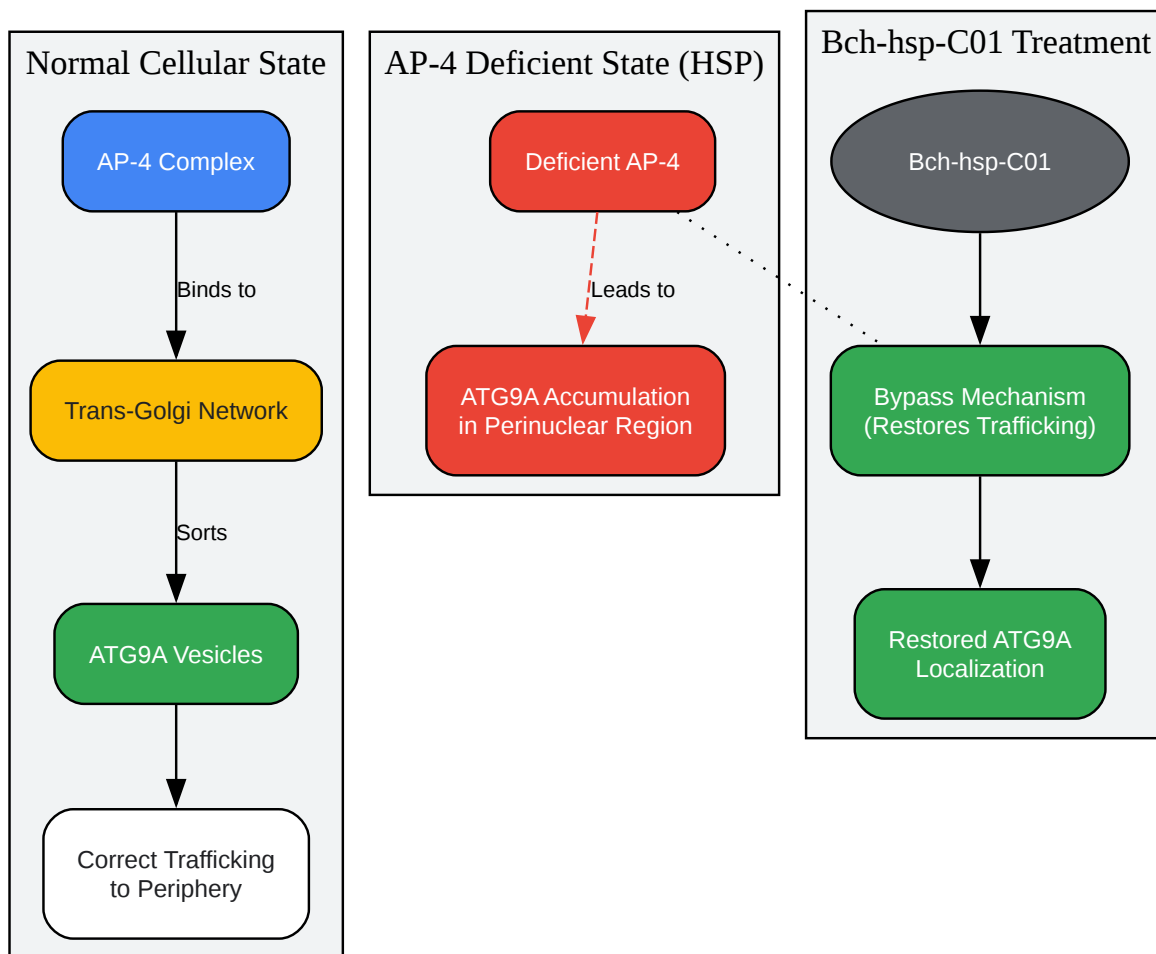 Normal Cellular State
AP-4 Complex
Binds to
Trans-Golgi Network
Sorts
ATG9A Vesicles
Correct Trafficking
to Periphery
AP-4 Deficient State (HSP)
Deficient AP-4
Leads to
ATG9A Accumulation
in Perinuclear Region
Bch-hsp-C01 Treatment
Bch-hsp-C01
Bypass Mechanism
(Restores Trafficking)
Restored ATG9A
Localization